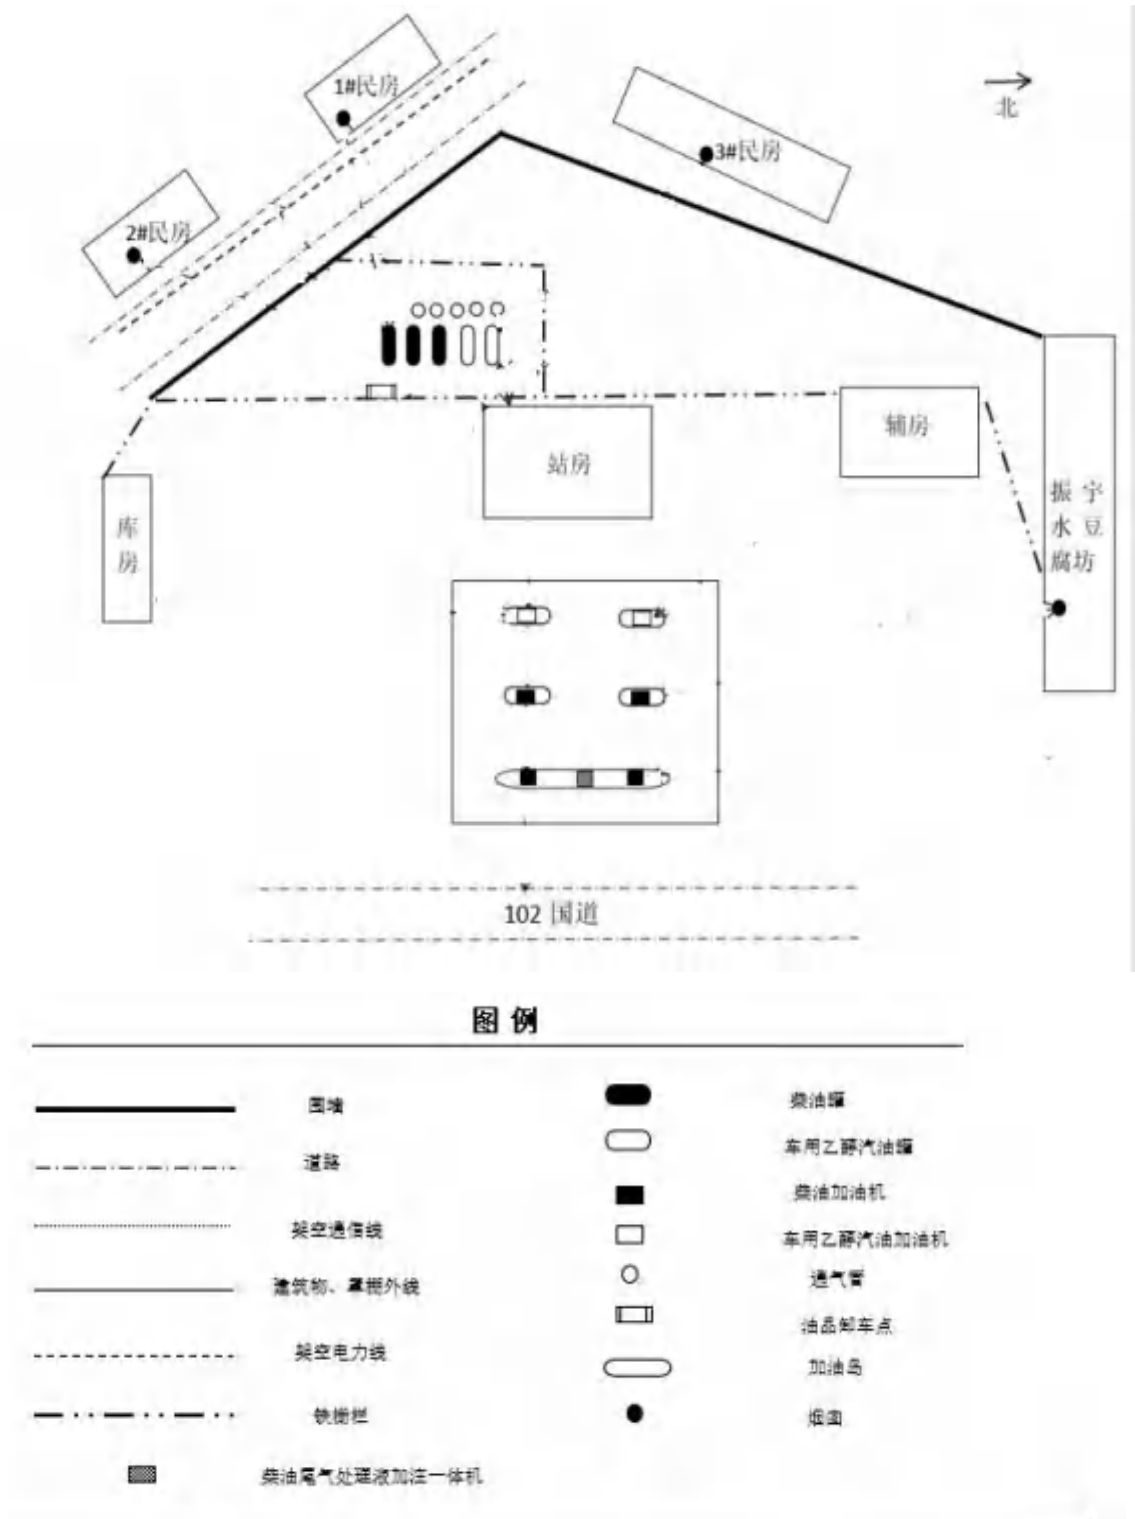 1#民房
北
3#民房
2#民房
辅房
站房
库
房
振宁
水豆
腐坊
102 国道
图例
围墙
柴油罐
道路
车用乙醇汽油罐
柴油加油机
架空通信线
车用乙醇汽油加油机
建筑物、罩棚外线
通气管
油品卸车点
架空电力线
加油岛
铁栅栏
烟囱
柴油尾气处理液加注一体机